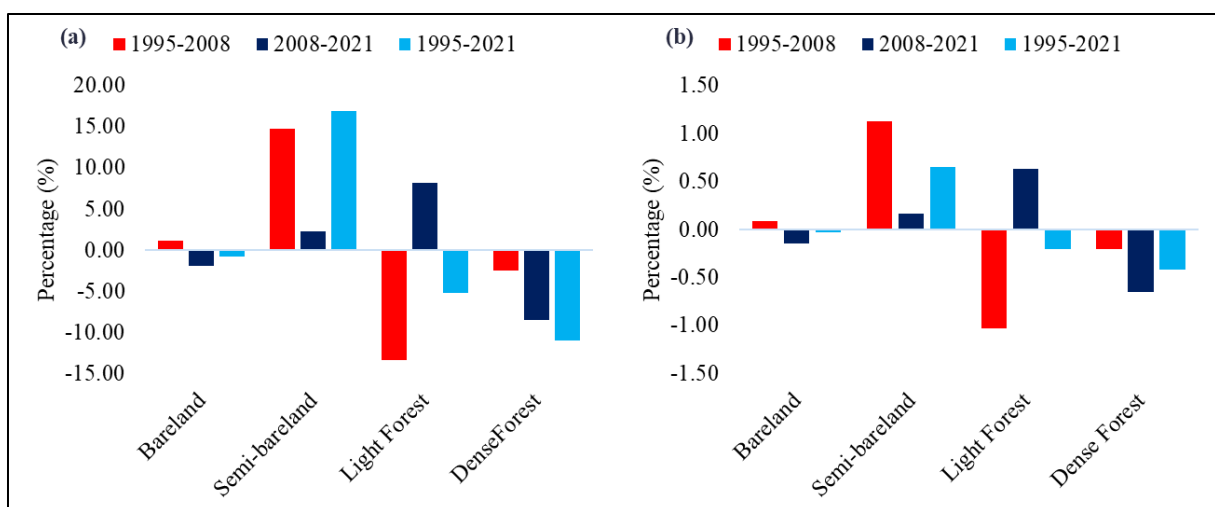 (a) 1995-2008 2008-2021 1995-2021
20.00
15.00
10.00
5.00
0.00
-5.00
-10.00
-15.00
Percentage (%)
Bareland
Semi-bareland
Light Forest
DenseForest
(b) 1995-2008 2008-2021 1995-2021
1.50
1.00
0.50
0.00
-0.50
-1.00
-1.50
Percentage (%)
Bareland
Semi-bareland
Light Forest
Dense Forest